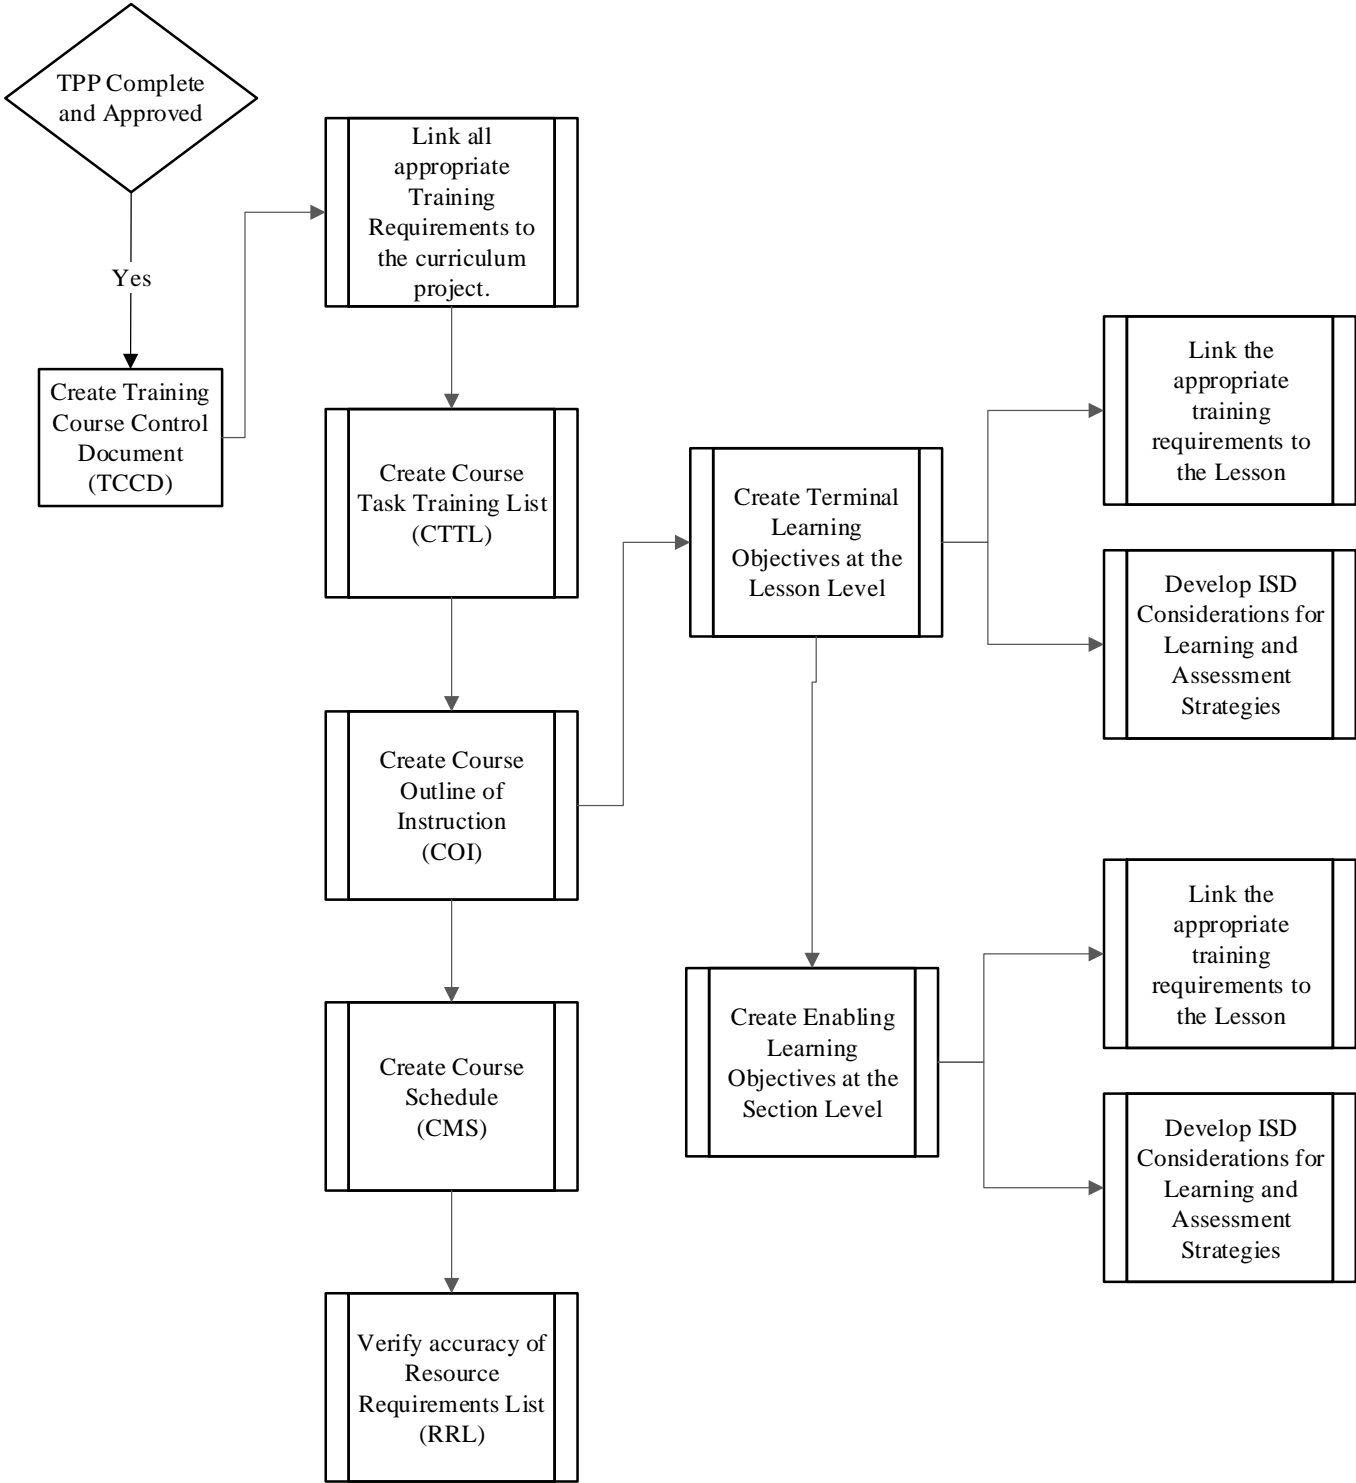 TPP Complete
and Approved
Yes
Create Training
Course Control
Document
(TCCD)
Link all
appropriate
Training
Requirements to
the curriculum
project.
Create Course
Task Training List
(CTTL)
Create Course
Outline of
Instruction
(COI)
Create Course
Schedule
(CMS)
Verify accuracy of
Resource
Requirements List
(RRL)
Create Terminal
Learning
Objectives at the
Lesson Level
Create Enabling
Learning
Objectives at the
Section Level
Link the
appropriate
training
requirements to
the Lesson
Develop ISD
Considerations for
Learning and
Assessment
Strategies
Link the
appropriate
training
requirements to
the Lesson
Develop ISD
Considerations for
Learning and
Assessment
Strategies